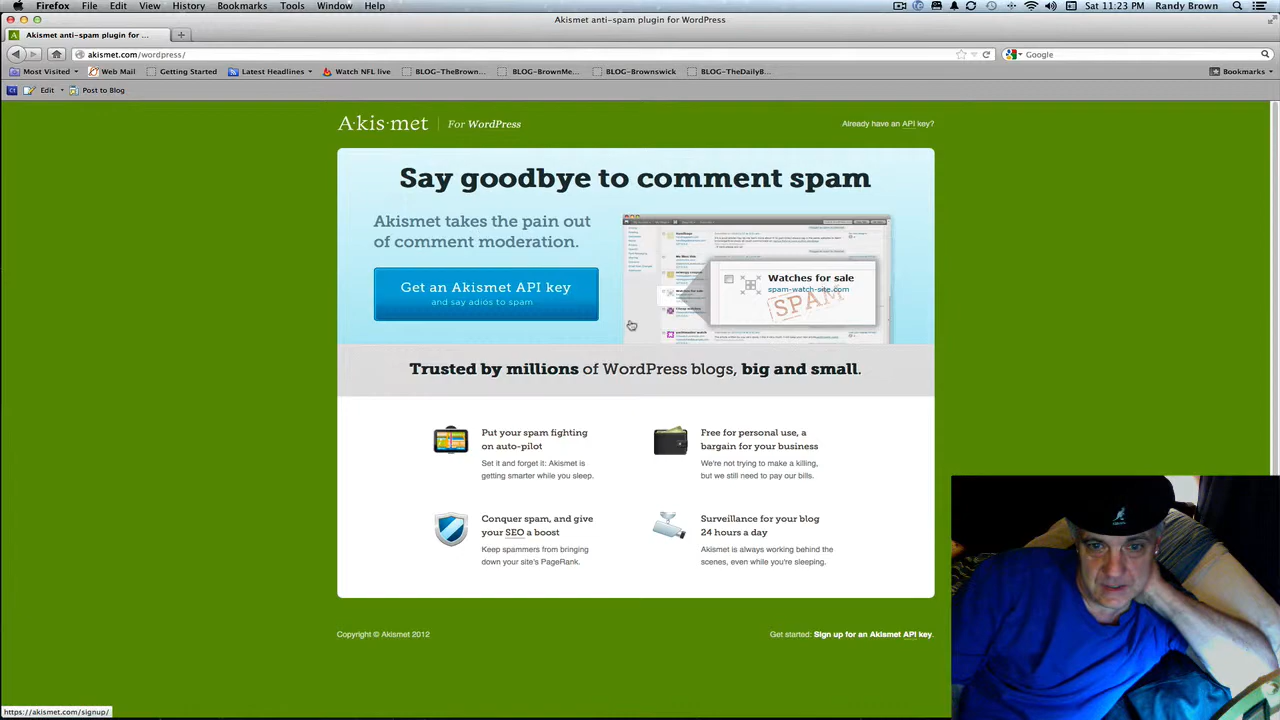 Firefox File Edit View History Bookmarks Tools Window Help
Sat 11:23 PM Randy Brown
Akismet anti-spam plugin for WordPress
Akismet anti-spam plugin for ...
akismet.com/wordpress/
Google
Most Visited Web Mail Getting Started Latest Headlines Watch NFL live BLOG-TheBrown... BLOG-BrownMe... BLOG-Brownswick BLOG-TheDailyB... Bookmarks
Edit Post to Blog
A·kis·met For WordPress
Already have an API key?
Say goodbye to comment spam
Akismet takes the pain out
of comment moderation.
Get an Akismet API key
and say adios to spam
Watches for sale
spam-watch-site.com
SPAM
Trusted by millions of WordPress blogs, big and small.
Put your spam fighting
on auto-pilot
Set it and forget it: Akismet is
getting smarter while you sleep.
Free for personal use, a
bargain for your business
We're not trying to make a killing,
but we still need to pay our bills.
Conquer spam, and give
your SEO a boost
Keep spammers from bringing
down your site's PageRank.
Surveillance for your blog
24 hours a day
Akismet is always working behind the
scenes, even while you're sleeping.
Copyright © Akismet 2012
Get started: Sign up for an Akismet API key.
https://akismet.com/signup/